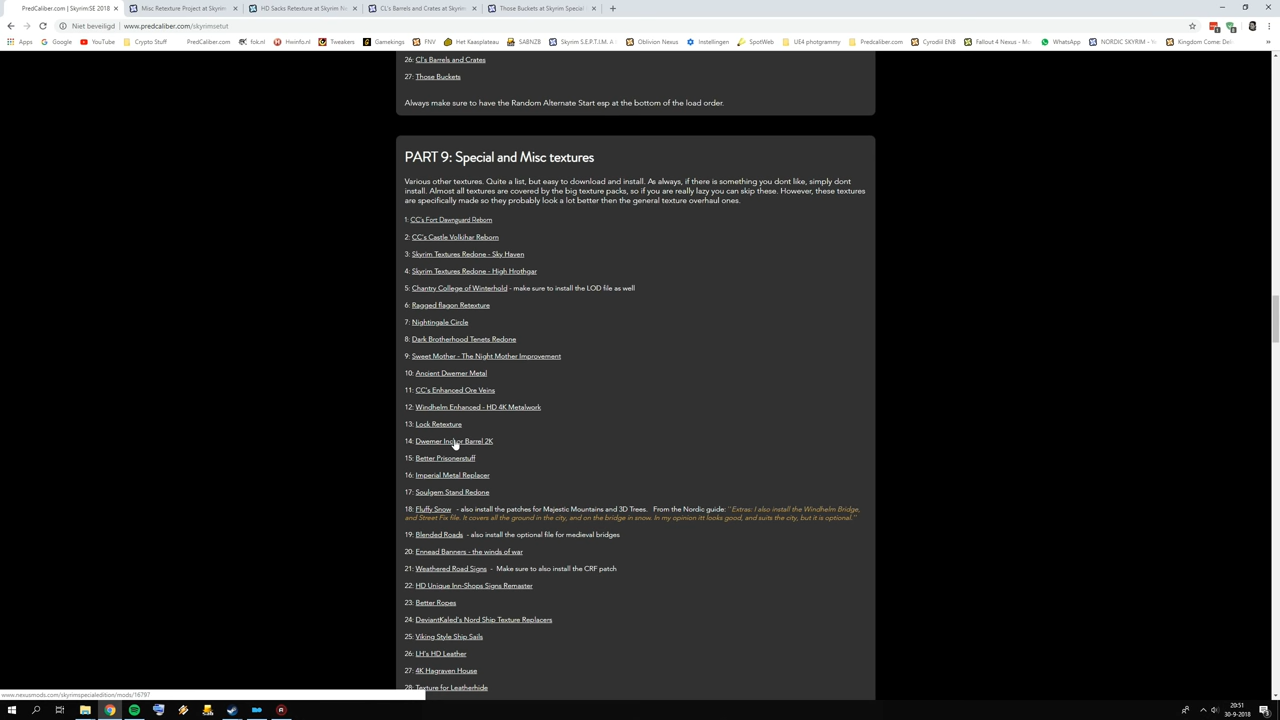 PredCaliber.com | SkyrimSE 2018
Misc Retexture Project at Skyrim
HD Sacks Retexture at Skyrim Ne
CL's Barrels and Crates at Skyrim
Those Buckets at Skyrim Special
Niet beveiligd | www.predcaliber.com/skyrimsetut
Apps
Google
YouTube
Crypto Stuff
PredCaliber.com
fok.nl
Hwinfo.nl
Tweakers
Gamekings
FNV
Het Kaasplateau
SABNZB
Skyrim S.E.P.T.I.M. A
Oblivion Nexus
Instellingen
SpotWeb
UE4 photgrammy
Predcaliber.com
Cyrodiil ENB
Fallout 4 Nexus - Mo
WhatsApp
NORDIC SKYRIM - Y
Kingdom Come: Del
»
26: Cl's Barrels and Crates
27: Those Buckets
Always make sure to have the Random Alternate Start esp at the bottom of the load order.
PART 9: Special and Misc textures
Various other textures. Quite a list, but easy to download and install. As always, if there is something you dont like, simply dont
install. Almost all textures are covered by the big texture packs, so if you are really lazy you can skip these. However, these textures
are specifically made so they probably look a lot better then the general texture overhaul ones.
1: CC's Fort Dawnguard Reborn
2: CC's Castle Volkihar Reborn
3: Skyrim Textures Redone - Sky Haven
4: Skyrim Textures Redone - High Hrothgar
5: Chantry College of Winterhold - make sure to install the LOD file as well
6: Ragged flagon Retexture
7: Nightingale Circle
8: Dark Brotherhood Tenets Redone
9: Sweet Mother - The Night Mother Improvement
10: Ancient Dwemer Metal
11: CC's Enhanced Ore Veins
12: Windhelm Enhanced - HD 4K Metalwork
13: Lock Retexture
14: Dwemer Inchor Barrel 2K
15: Better Prisonerstuff
16: Imperial Metal Replacer
17: Soulgem Stand Redone
18: Fluffy Snow - also install the patches for Majestic Mountains and 3D Trees. From the Nordic guide: "Extras: I also install the Windhelm Bridge,
and Street Fix file. It covers all the ground in the city, and on the bridge in snow. In my opinion itt looks good, and suits the city, but it is optional."
19: Blended Roads - also install the optional file for medieval bridges
20: Ennead Banners - the winds of war
21: Weathered Road Signs - Make sure to also install the CRF patch
22: HD Unique Inn-Shops Signs Remaster
23: Better Ropes
24: DeviantKaled's Nord Ship Texture Replacers
25: Viking Style Ship Sails
26: LH's HD Leather
27: 4K Hagraven House
28: Texture for Leatherhide
www.nexusmods.com/skyrimspecialedition/mods/16797
20:51
30-9-2018